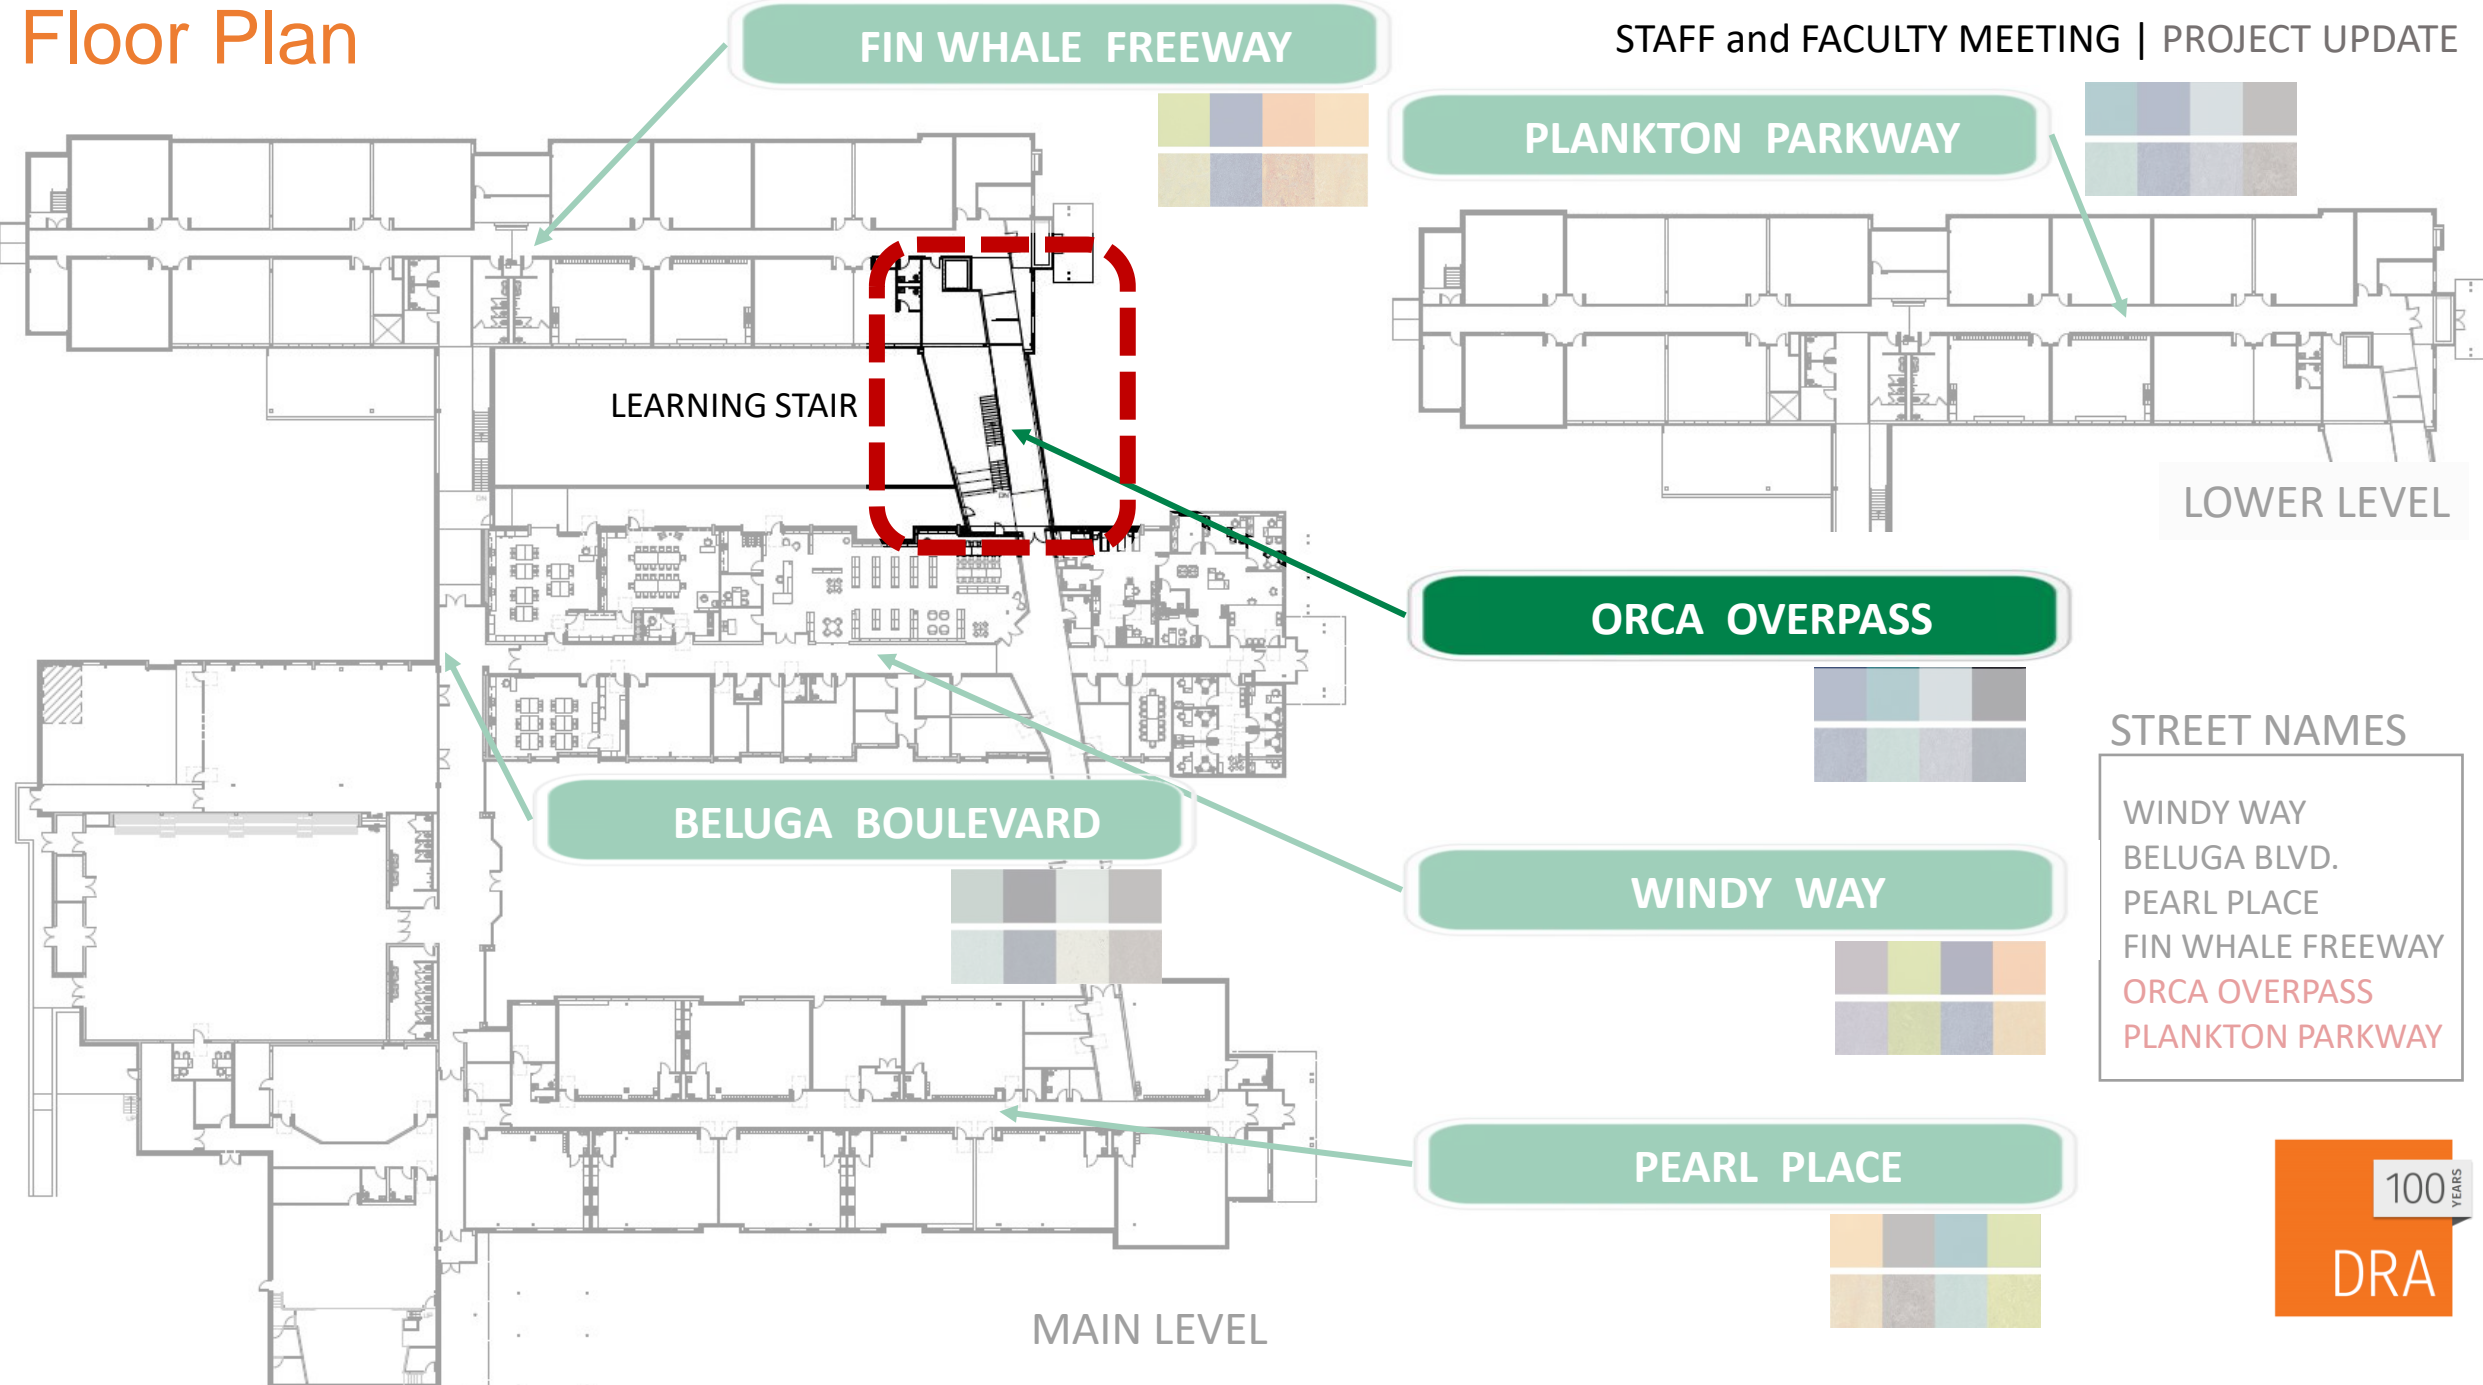 Floor Plan
FIN WHALE FREEWAY
STAFF and FACULTY MEETING | PROJECT UPDATE
PLANKTON PARKWAY
LEARNING STAIR
LOWER LEVEL
DN
DN
ORCA OVERPASS
STREET NAMES
WINDY WAY
BELUGA BLVD.
PEARL PLACE
FIN WHALE FREEWAY
ORCA OVERPASS
PLANKTON PARKWAY
BELUGA BOULEVARD
WINDY WAY
PEARL PLACE
MAIN LEVEL
100 YEARS
DRA